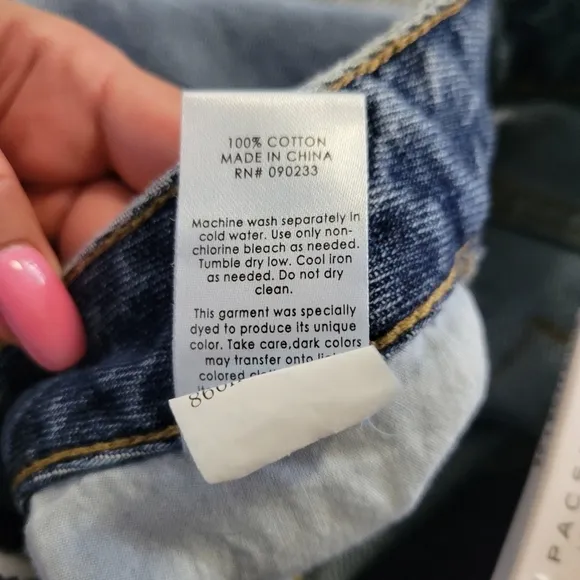 100% COTTON
MADE IN CHINA
RN# 090233
Machine wash separately in
cold water. Use only non-
chlorine bleach as needed.
Tumble dry low. Cool iron
as needed. Do not dry
clean.
This garment was specially
dyed to produce its unique
color. Take care,dark colors
may transfer onto
colored
PACS